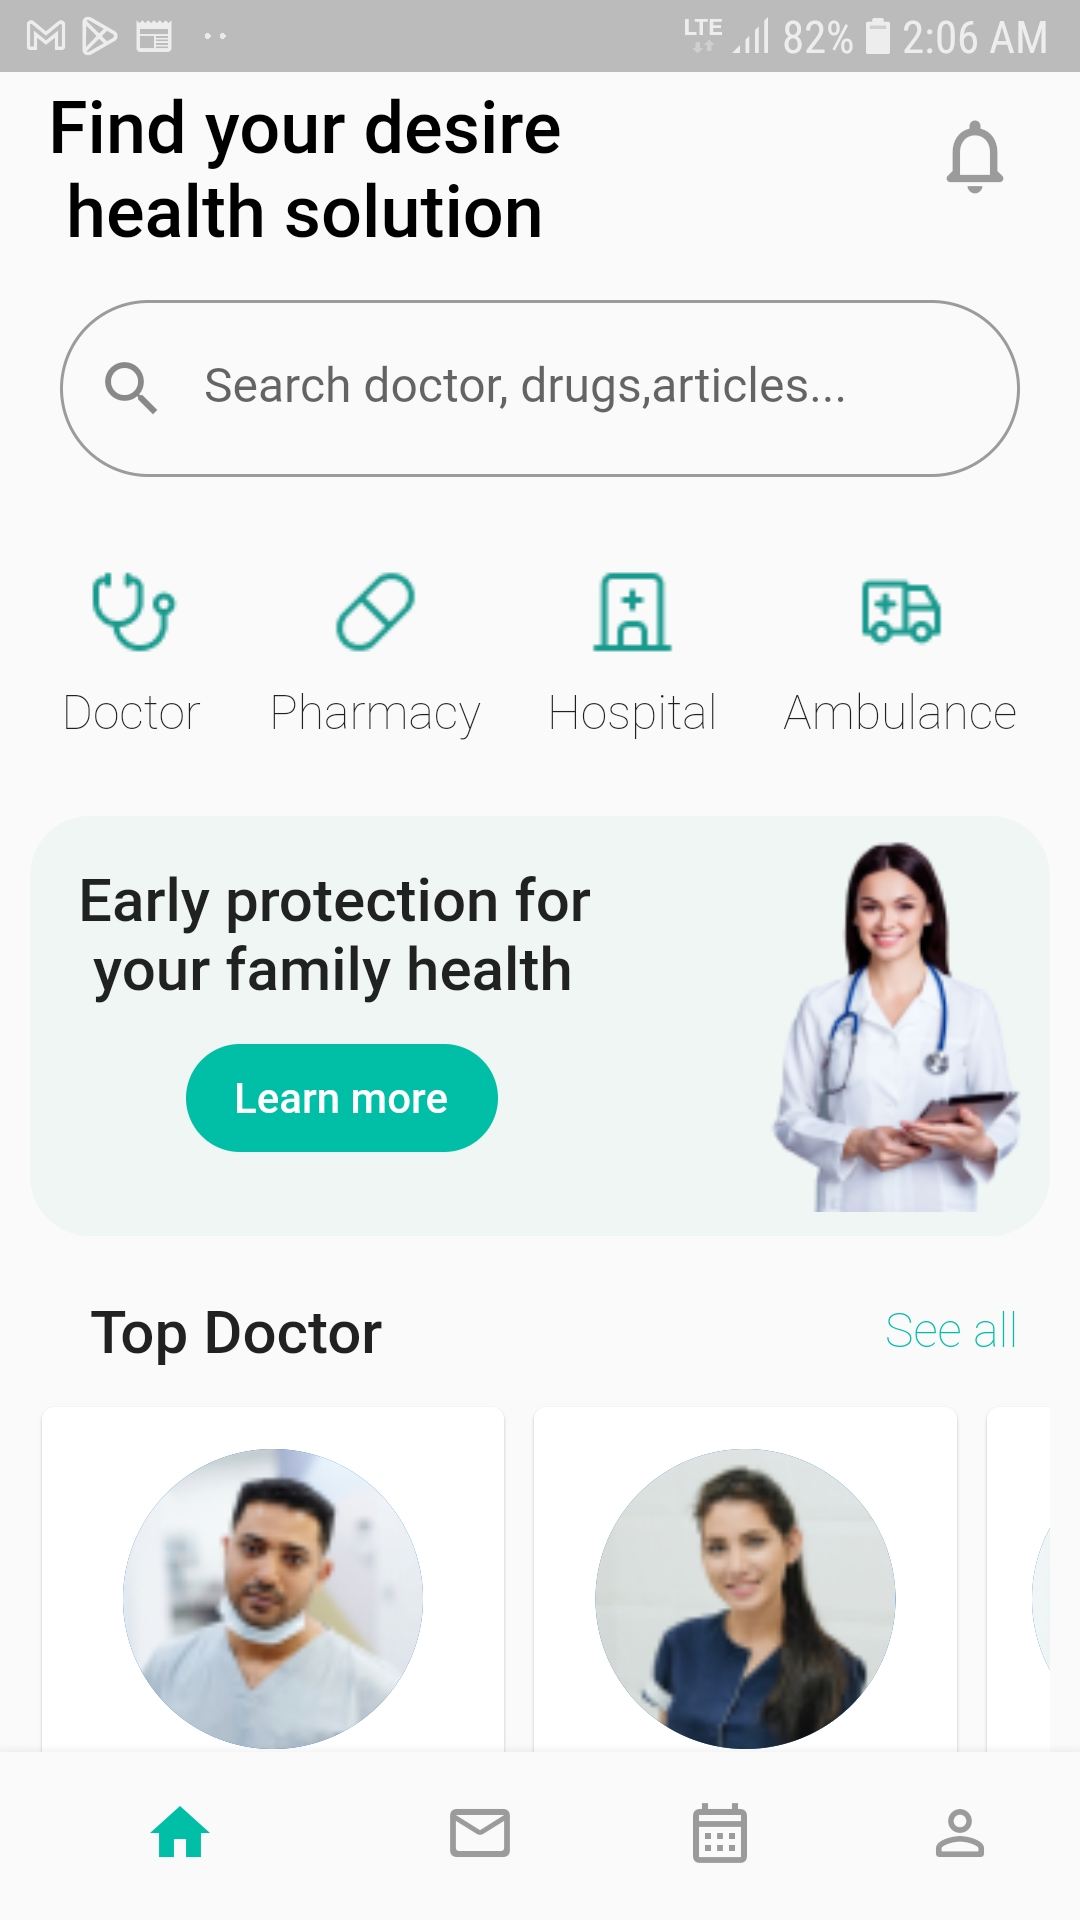 LTE 82% 2:06 AM
Find your desire
health solution
Search doctor, drugs,articles...
Doctor Pharmacy Hospital Ambulance
Early protection for
your family health
Learn more
Top Doctor See all